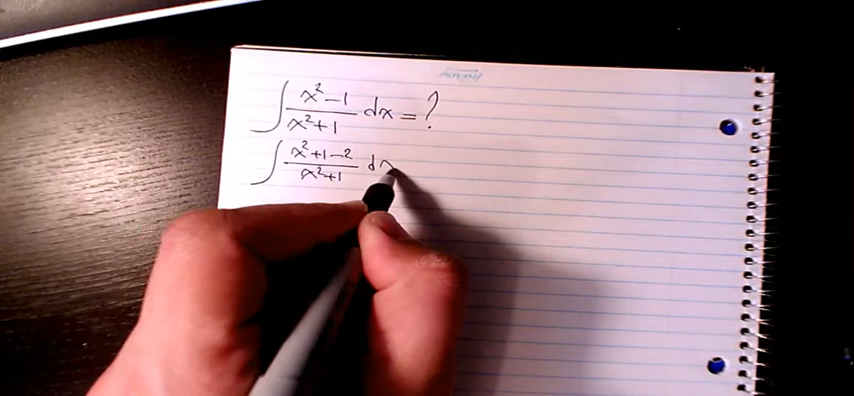 ∫ x²-1 / x²+1 dx = ?
∫ x²+1-2 / x²+1 dx